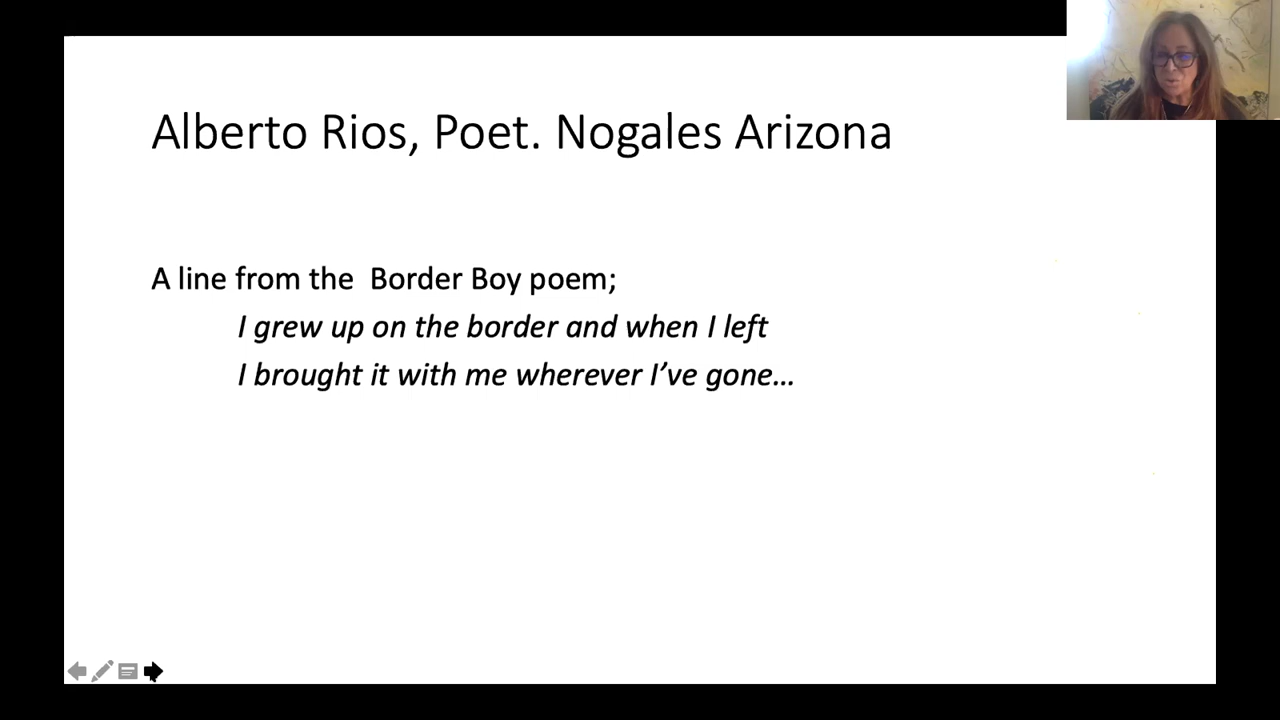 Alberto Rios, Poet. Nogales Arizona
A line from the  Border Boy poem;
I grew up on the border and when I left
I brought it with me wherever I’ve gone…